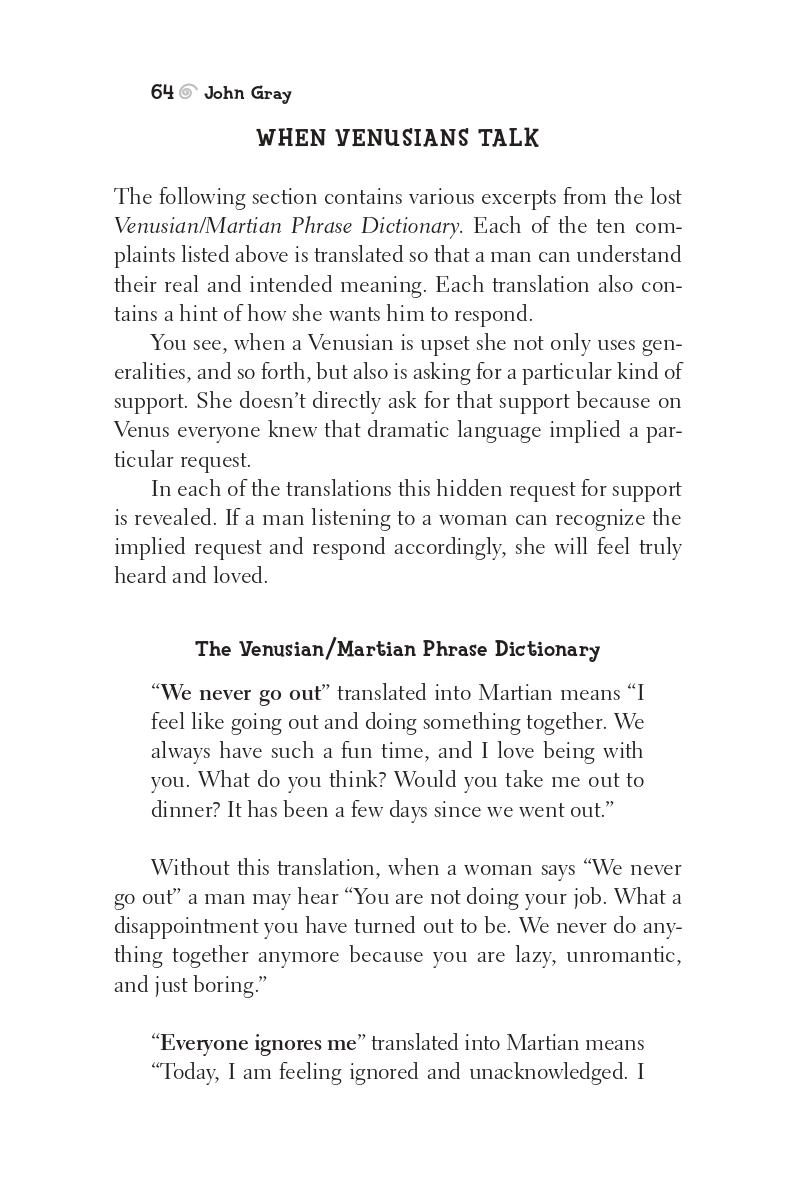 64 John Gray
WHEN VENUSIANS TALK
The following section contains various excerpts from the lost
Venusian/Martian Phrase Dictionary. Each of the ten com-
plaints listed above is translated so that a man can understand
their real and intended meaning. Each translation also con-
tains a hint of how she wants him to respond.
You see, when a Venusian is upset she not only uses gen-
eralities, and so forth, but also is asking for a particular kind of
support. She doesn’t directly ask for that support because on
Venus everyone knew that dramatic language implied a par-
ticular request.
In each of the translations this hidden request for support
is revealed. If a man listening to a woman can recognize the
implied request and respond accordingly, she will feel truly
heard and loved.
The Venusian/Martian Phrase Dictionary
“We never go out” translated into Martian means “I
feel like going out and doing something together. We
always have such a fun time, and I love being with
you. What do you think? Would you take me out to
dinner? It has been a few days since we went out.”
Without this translation, when a woman says “We never
go out” a man may hear “You are not doing your job. What a
disappointment you have turned out to be. We never do any-
thing together anymore because you are lazy, unromantic,
and just boring.”
“Everyone ignores me” translated into Martian means
“Today, I am feeling ignored and unacknowledged. I